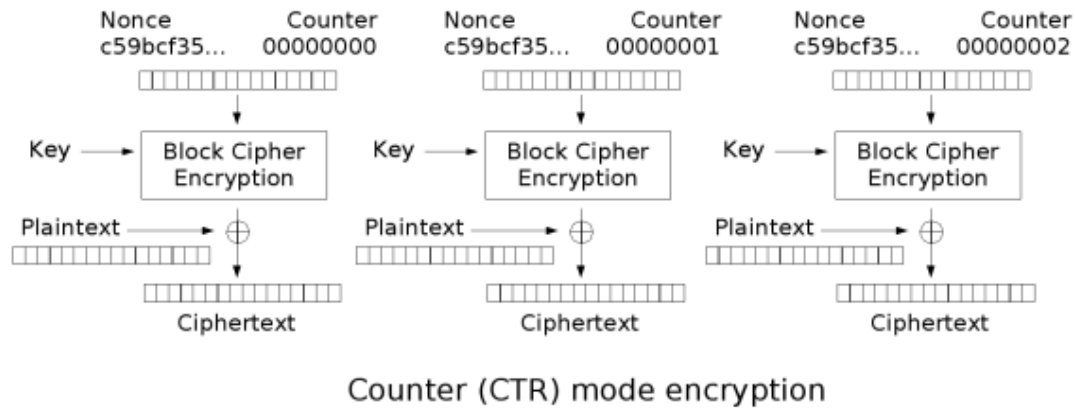 Nonce Counter Nonce Counter Nonce Counter
c59bcf35... 00000000 c59bcf35... 00000001 c59bcf35... 00000002
Key Block Cipher Encryption Key Block Cipher Encryption Key Block Cipher Encryption
Plaintext Plaintext Plaintext
Ciphertext Ciphertext Ciphertext
Counter (CTR) mode encryption